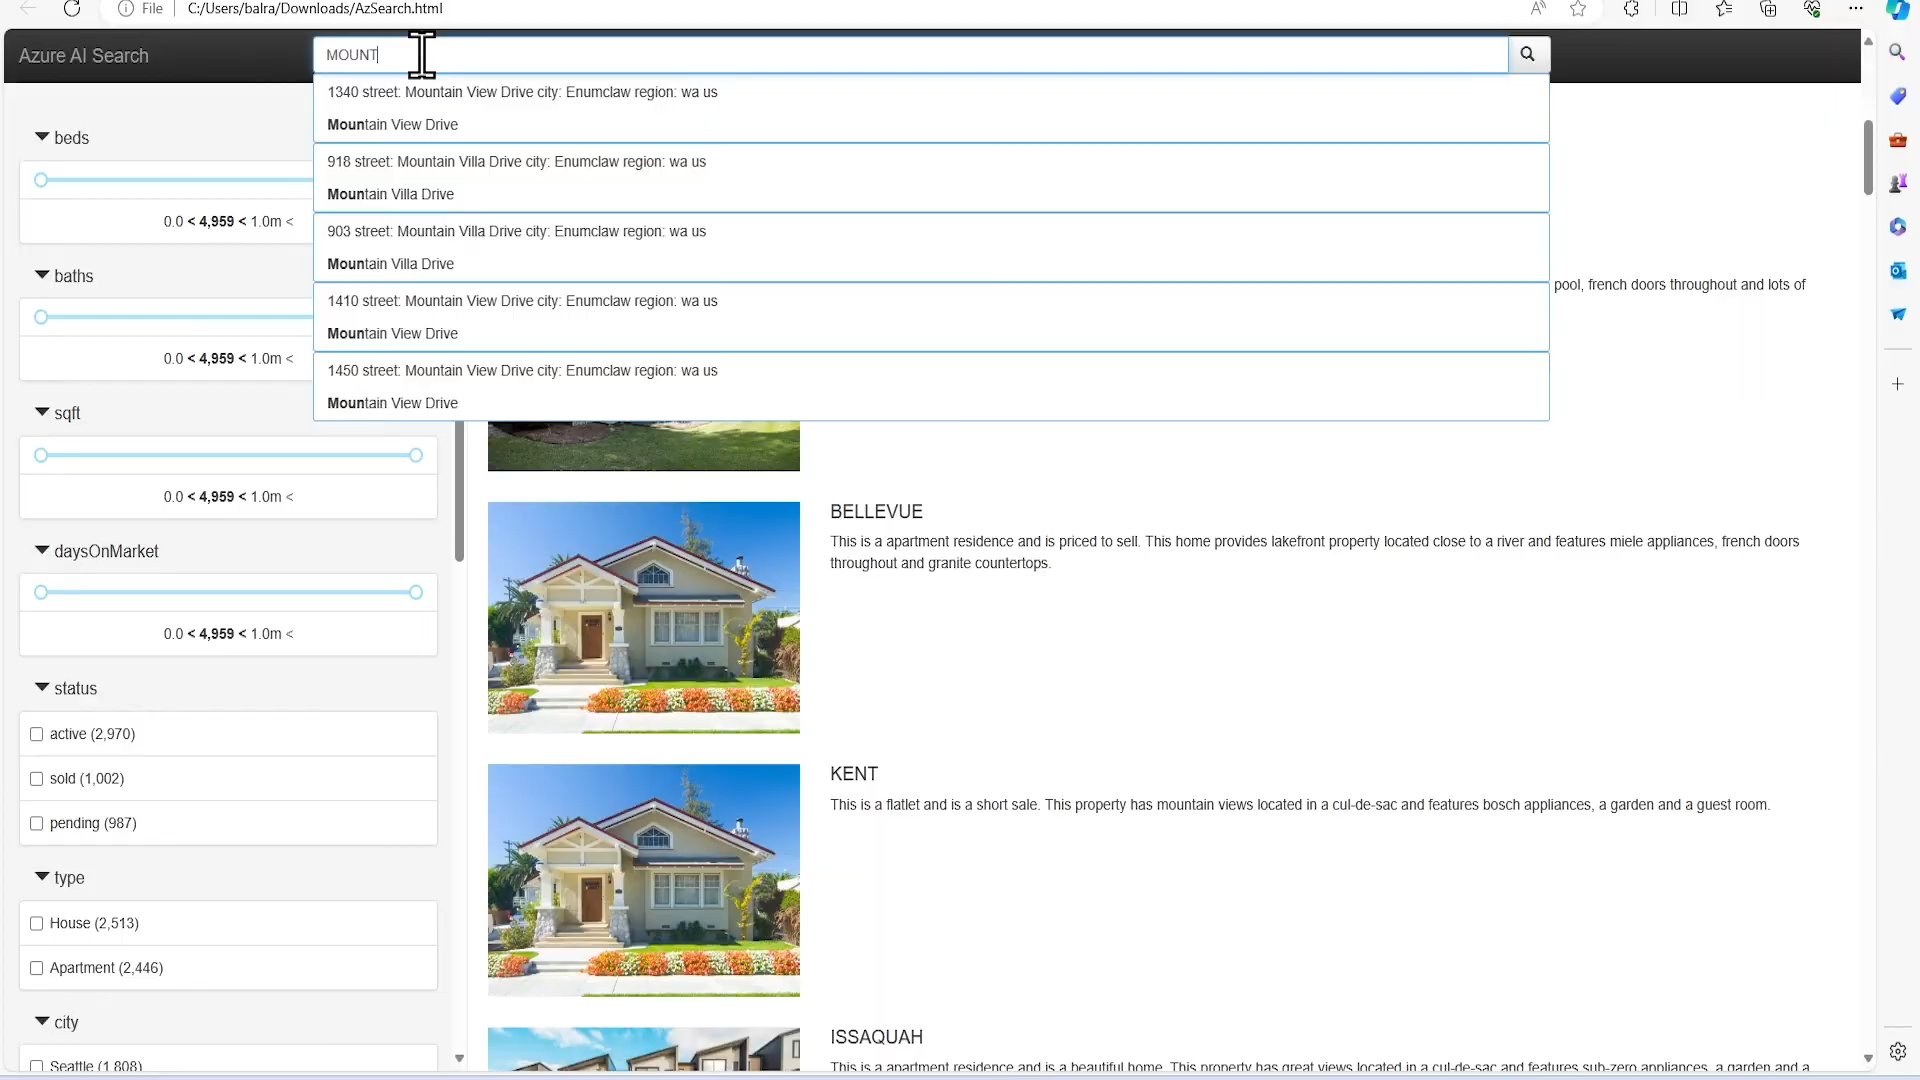 File
C:/Users/balra/Downloads/AzSearch.html
Azure AI Search
MOUNT
1340 street: Mountain View Drive city: Enumclaw region: wa us
Mountain View Drive
918 street: Mountain Villa Drive city: Enumclaw region: wa us
Mountain Villa Drive
903 street: Mountain Villa Drive city: Enumclaw region: wa us
Mountain Villa Drive
1410 street: Mountain View Drive city: Enumclaw region: wa us
Mountain View Drive
1450 street: Mountain View Drive city: Enumclaw region: wa us
Mountain View Drive
beds
0.0 < 4,959 < 1.0m <
baths
0.0 < 4,959 < 1.0m <
sqft
0.0 < 4,959 < 1.0m <
daysOnMarket
0.0 < 4,959 < 1.0m <
status
active (2,970)
sold (1,002)
pending (987)
type
House (2,513)
Apartment (2,446)
city
Seattle (1,808)
pool, french doors throughout and lots of
BELLEVUE
This is a apartment residence and is priced to sell. This home provides lakefront property located close to a river and features miele appliances, french doors
throughout and granite countertops.
KENT
This is a flatlet and is a short sale. This property has mountain views located in a cul-de-sac and features bosch appliances, a garden and a guest room.
ISSAQUAH
This is a apartment residence and is a beautiful home. This property has great views located in a cul-de-sac and features sub-zero appliances, a garden and a